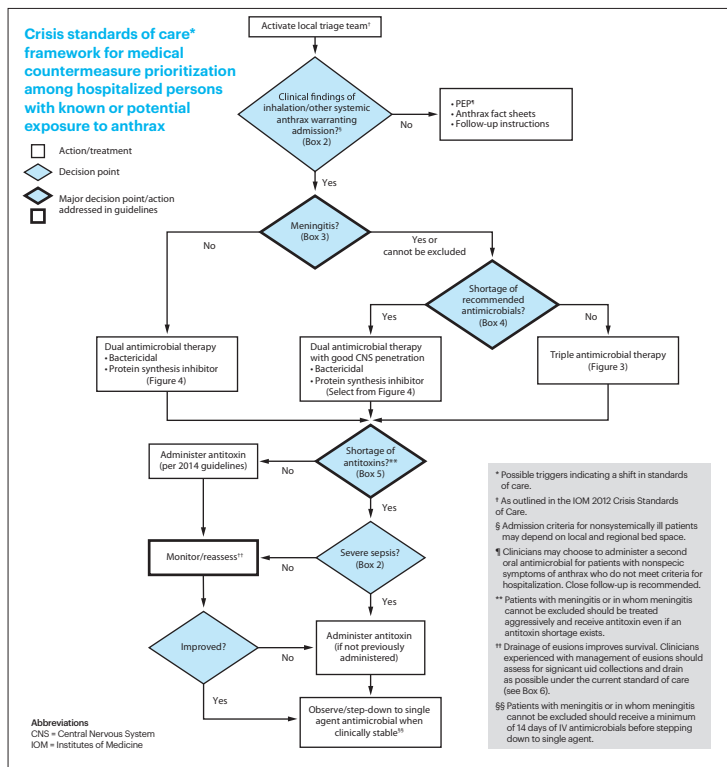 Crisis standards of care*
framework for medical
countermeasure prioritization
among hospitalized persons
with known or potential
exposure to anthrax
Action/treatment
Decision point
Major decision point/action
addressed in guidelines
Activate local triage team†
Clinical findings of
inhalation/other systemic
anthrax warranting
admission?§
(Box 2)
No
• PEP¶
• Anthrax fact sheets
• Follow-up instructions
Yes
Meningitis?
(Box 3)
No
Yes or
cannot be excluded
Shortage of
recommended
antimicrobials?
(Box 4)
Yes
No
Dual antimicrobial therapy
• Bactericidal
• Protein synthesis inhibitor
(Figure 4)
Dual antimicrobial therapy
with good CNS penetration
• Bactericidal
• Protein synthesis inhibitor
(Select from Figure 4)
Triple antimicrobial therapy
(Figure 3)
Shortage of
antitoxins?**
(Box 5)
No
Administer antitoxin
(per 2014 guidelines)
Yes
Severe sepsis?
(Box 2)
No
Monitor/reassess††
Improved?
No
Administer antitoxin
(if not previously
administered)
Yes
Observe/step-down to single
agent antimicrobial when
clinically stable§§
Abbreviations
CNS = Central Nervous System
IOM = Institutes of Medicine
* Possible triggers indicating a shift in standards
of care.
† As outlined in the IOM 2012 Crisis Standards
of Care.
§ Admission criteria for nonsystemically ill patients
may depend on local and regional bed space.
¶ Clinicians may choose to administer a second
oral antimicrobial for patients with nonspecic
symptoms of anthrax who do not meet criteria for
hospitalization. Close follow-up is recommended.
** Patients with meningitis or in whom meningitis
cannot be excluded should be treated
aggressively and receive antitoxin even if an
antitoxin shortage exists.
†† Drainage of eusions improves survival. Clinicians
experienced with management of eusions should
assess for signicant uid collections and drain
as possible under the current standard of care
(see Box 6).
§§ Patients with meningitis or in whom meningitis
cannot be excluded should receive a minimum
of 14 days of IV antimicrobials before stepping
down to single agent.